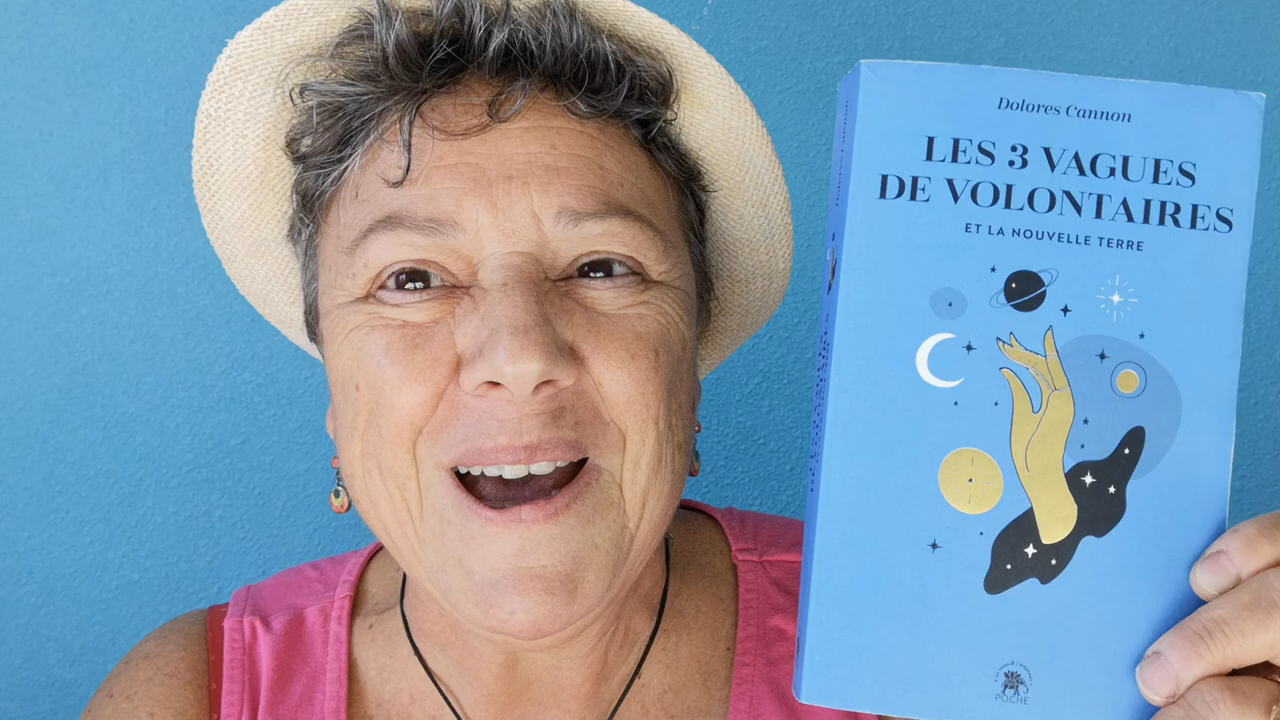 Dolores Cannon
LES 3 VAGUES
DE VOLONTAIRES
ET LA NOUVELLE TERRE
POCHE